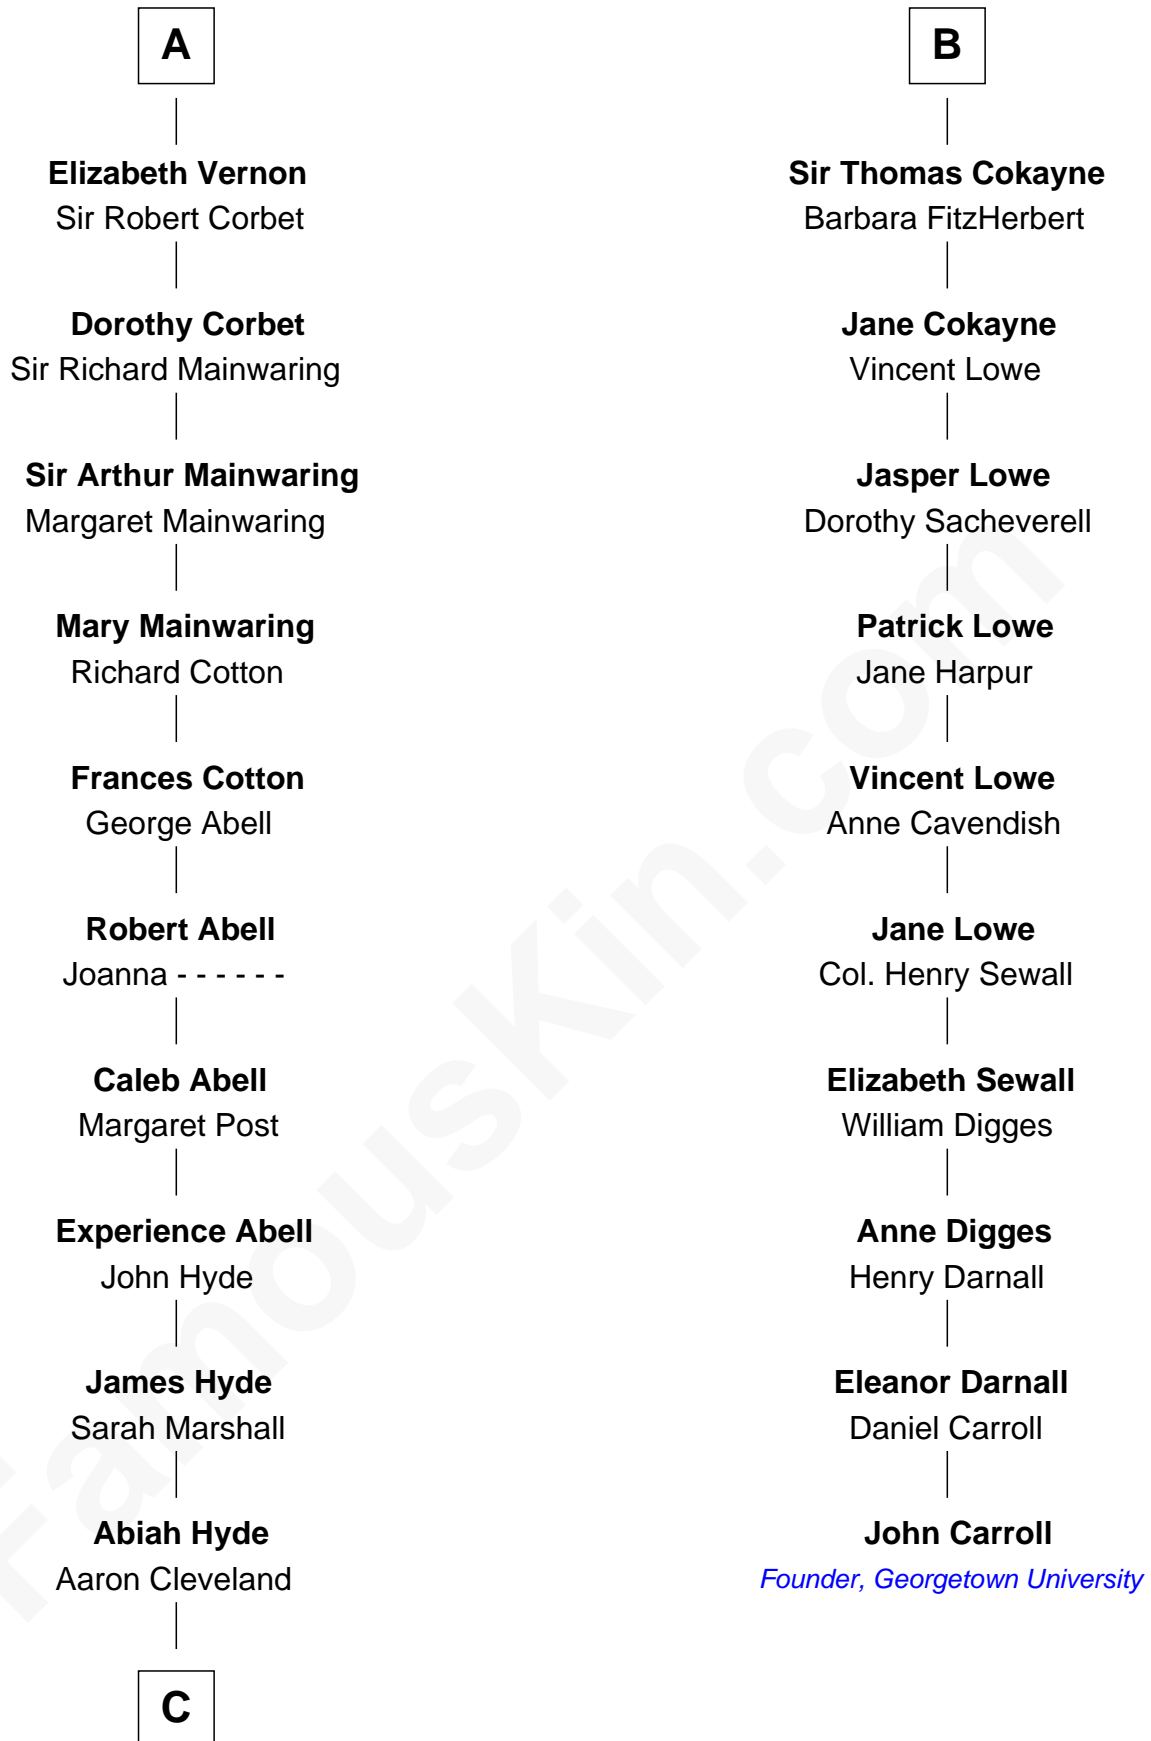 A
Elizabeth Vernon
Sir Robert Corbet
Dorothy Corbet
Sir Richard Mainwaring
Sir Arthur Mainwaring
Margaret Mainwaring
Mary Mainwaring
Richard Cotton
Frances Cotton
George Abell
Robert Abell
Joanna - - - - - -
Caleb Abell
Margaret Post
Experience Abell
John Hyde
James Hyde
Sarah Marshall
Abiah Hyde
Aaron Cleveland
C
B
Sir Thomas Cokayne
Barbara FitzHerbert
Jane Cokayne
Vincent Lowe
Jasper Lowe
Dorothy Sacheverell
Patrick Lowe
Jane Harpur
Vincent Lowe
Anne Cavendish
Jane Lowe
Col. Henry Sewall
Elizabeth Sewall
William Digges
Anne Digges
Henry Darnall
Eleanor Darnall
Daniel Carroll
John Carroll
Founder, Georgetown University
FamousKin.com